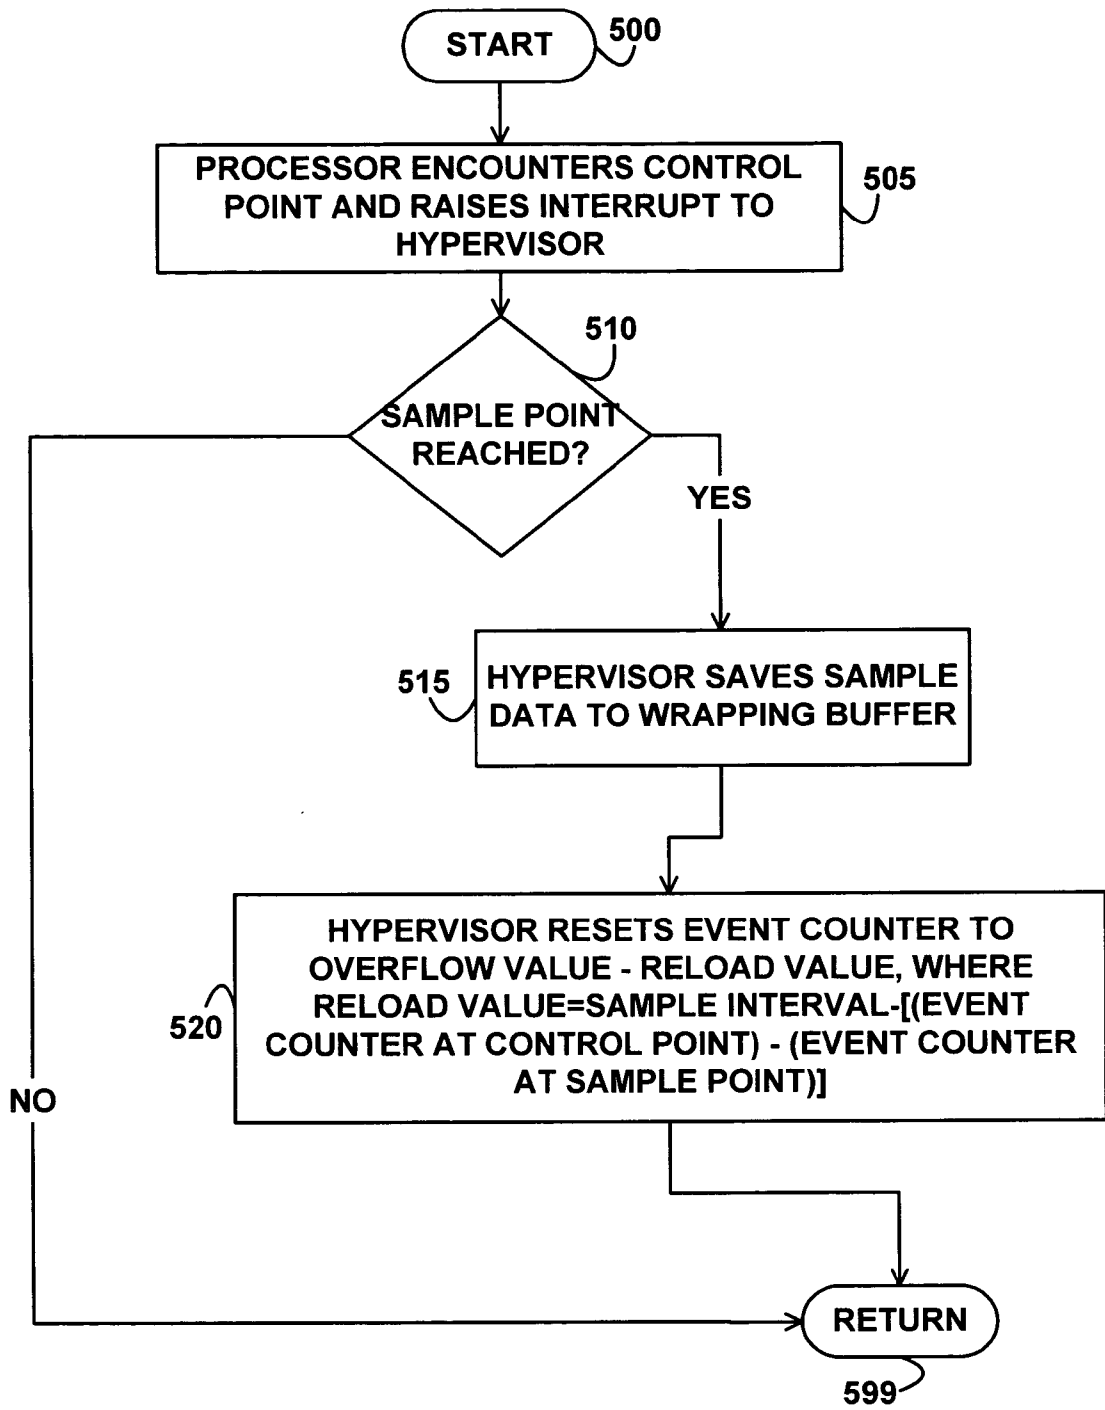 START
500
PROCESSOR ENCOUNTERS CONTROL
POINT AND RAISES INTERRUPT TO
HYPERVISOR
505
510
SAMPLE POINT
REACHED?
YES
515
HYPERVISOR SAVES SAMPLE
DATA TO WRAPPING BUFFER
HYPERVISOR RESETS EVENT COUNTER TO
OVERFLOW VALUE - RELOAD VALUE, WHERE
RELOAD VALUE=SAMPLE INTERVAL-[(EVENT
COUNTER AT CONTROL POINT) - (EVENT COUNTER
AT SAMPLE POINT)]
520
NO
RETURN
599